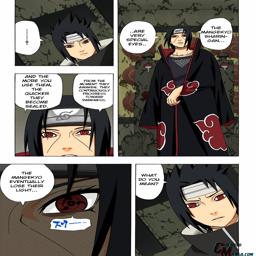 ...ARE
VERY
SPECIAL
EYES...
THE
MANGEKYO
SHARIN-
GAN...
FROM THE
MOMENT THEY
AWAKEN, THEY
CONTINUOUSLY
PROGRESS
TOWARDS
DARKNESS.
AND THE
MORE YOU
USE THEM,
THE
QUICKER
THEY
BECOME
SEALED.
WHAT DO
YOU
MEAN?
THE
MANGEKYO
EVENTUALLY
LOSE THEIR
LIGHT...